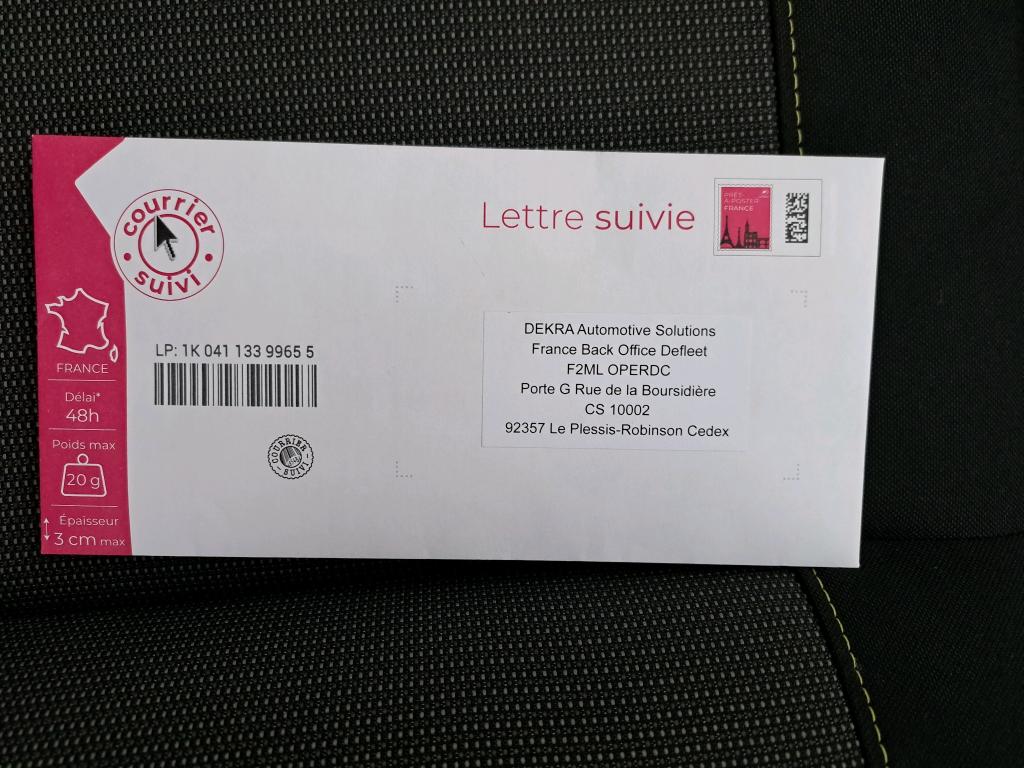 courrier
suivi
Lettre suivie
PRÊT-
À-POSTER
FRANCE
LP: 1K 041 133 9965 5
COURRIER
SUIVI
DEKRA Automotive Solutions
France Back Office Defleet
F2ML OPERDC
Porte G Rue de la Boursidière
CS 10002
92357 Le Plessis-Robinson Cedex
FRANCE
Délai*
48h
Poids max
20 g
Épaisseur
3 cm max